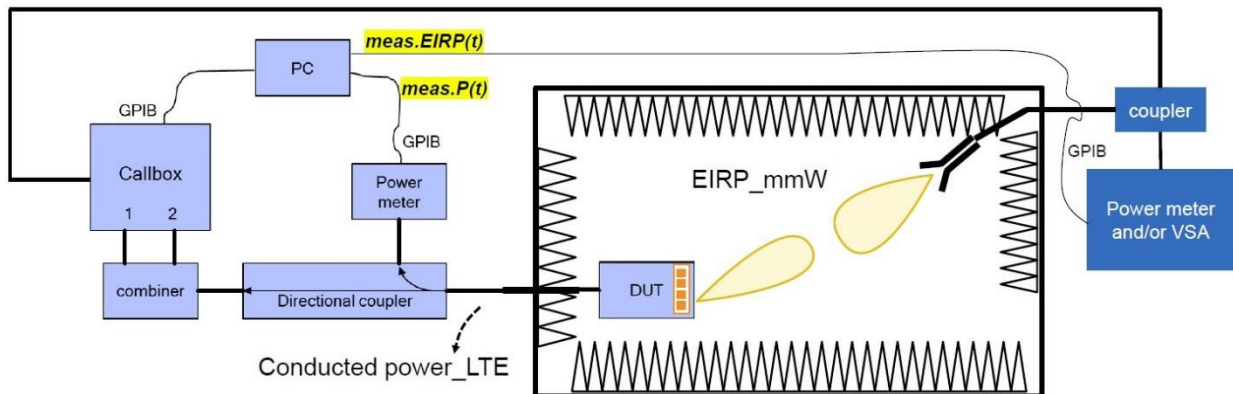 meas.EIRP(t)
PC
meas.P(t)
GPIB
GPIB
coupler
GPIB
Callbox
1 2
Power
meter
EIRP_mmW
Power meter
and/or VSA
combiner
Directional coupler
DUT
Conducted power_LTE